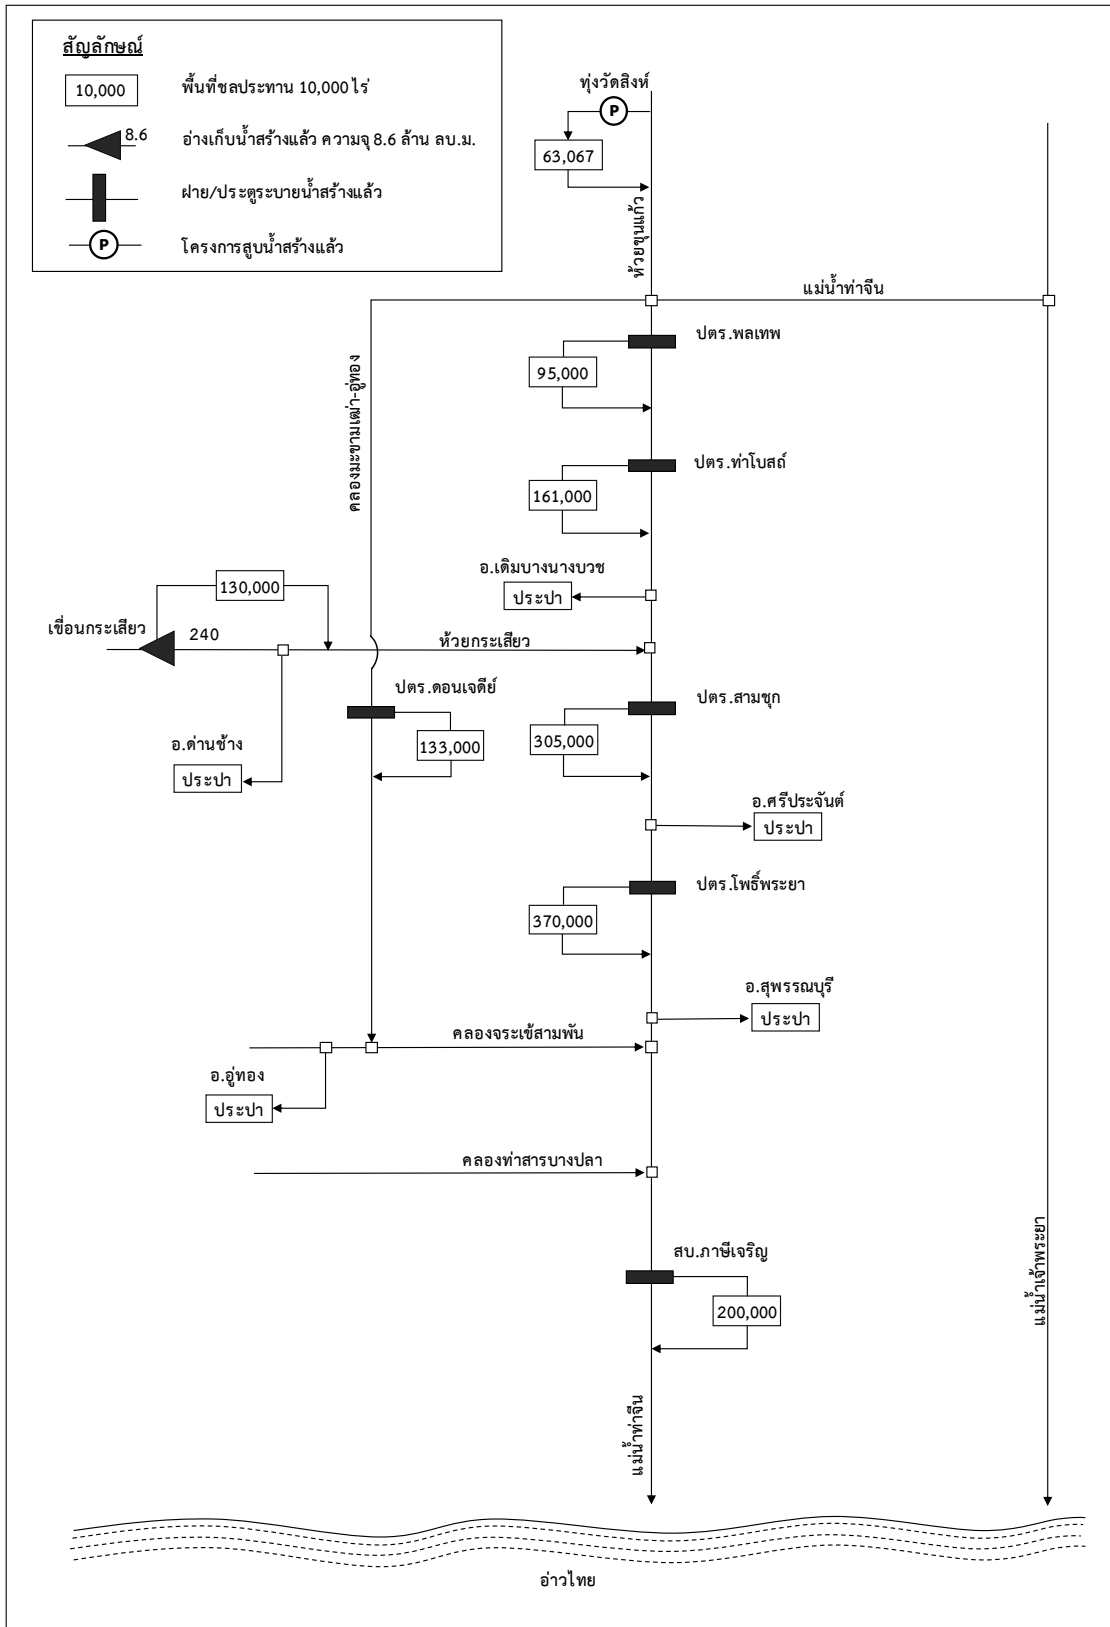 สัญลักษณ์
10,000
พื้นที่ชลประทาน 10,000 ไร่
8.6
อ่างเก็บน้ำสร้างแล้ว ความจุ 8.6 ล้าน ลบ.ม.
ฝาย/ประตูระบายน้ำสร้างแล้ว
P
โครงการสูบน้ำสร้างแล้ว
ทุ่งวัดสิงห์
P
63,067
ห้วยขุนแก้ว
แม่น้ำท่าจีน
ปตร.พลเทพ
95,000
คลองมะขามเฒ่า-อู่ทอง
ปตร.ท่าโบสถ์
161,000
อ.เดิมบางนางบวช
ประปา
130,000
เขื่อนกระเสียว
240
ห้วยกระเสียว
ปตร.ดอนเจดีย์
133,000
ปตร.สามชุก
305,000
อ.ด่านช้าง
ประปา
อ.ศรีประจันต์
ประปา
ปตร.โพธิ์พระยา
370,000
อ.สุพรรณบุรี
ประปา
คลองจระเข้สามพัน
อ.อู่ทอง
ประปา
คลองท่าสารบางปลา
สบ.ภาษีเจริญ
200,000
แม่น้ำเจ้าพระยา
แม่น้ำท่าจีน
อ่าวไทย